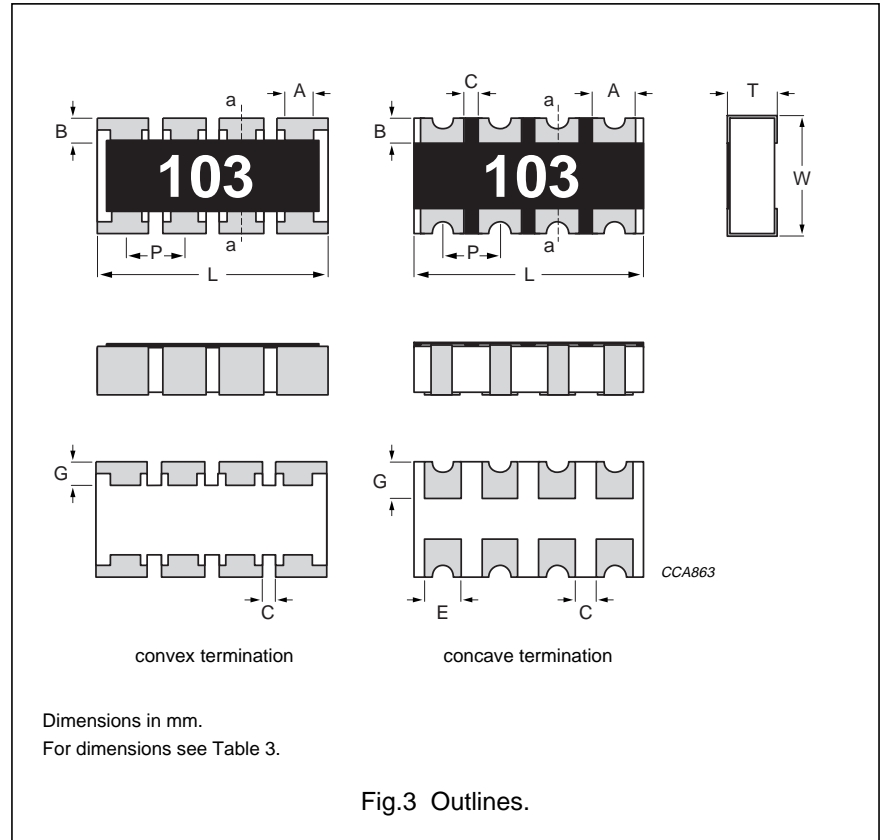 C
A
a
A
a
T
B
B
103
103
W
P
a
P
a
L
L
G
G
CCA863
C
E
C
convex termination
concave termination
Dimensions in mm.
For dimensions see Table 3.
Fig.3 Outlines.